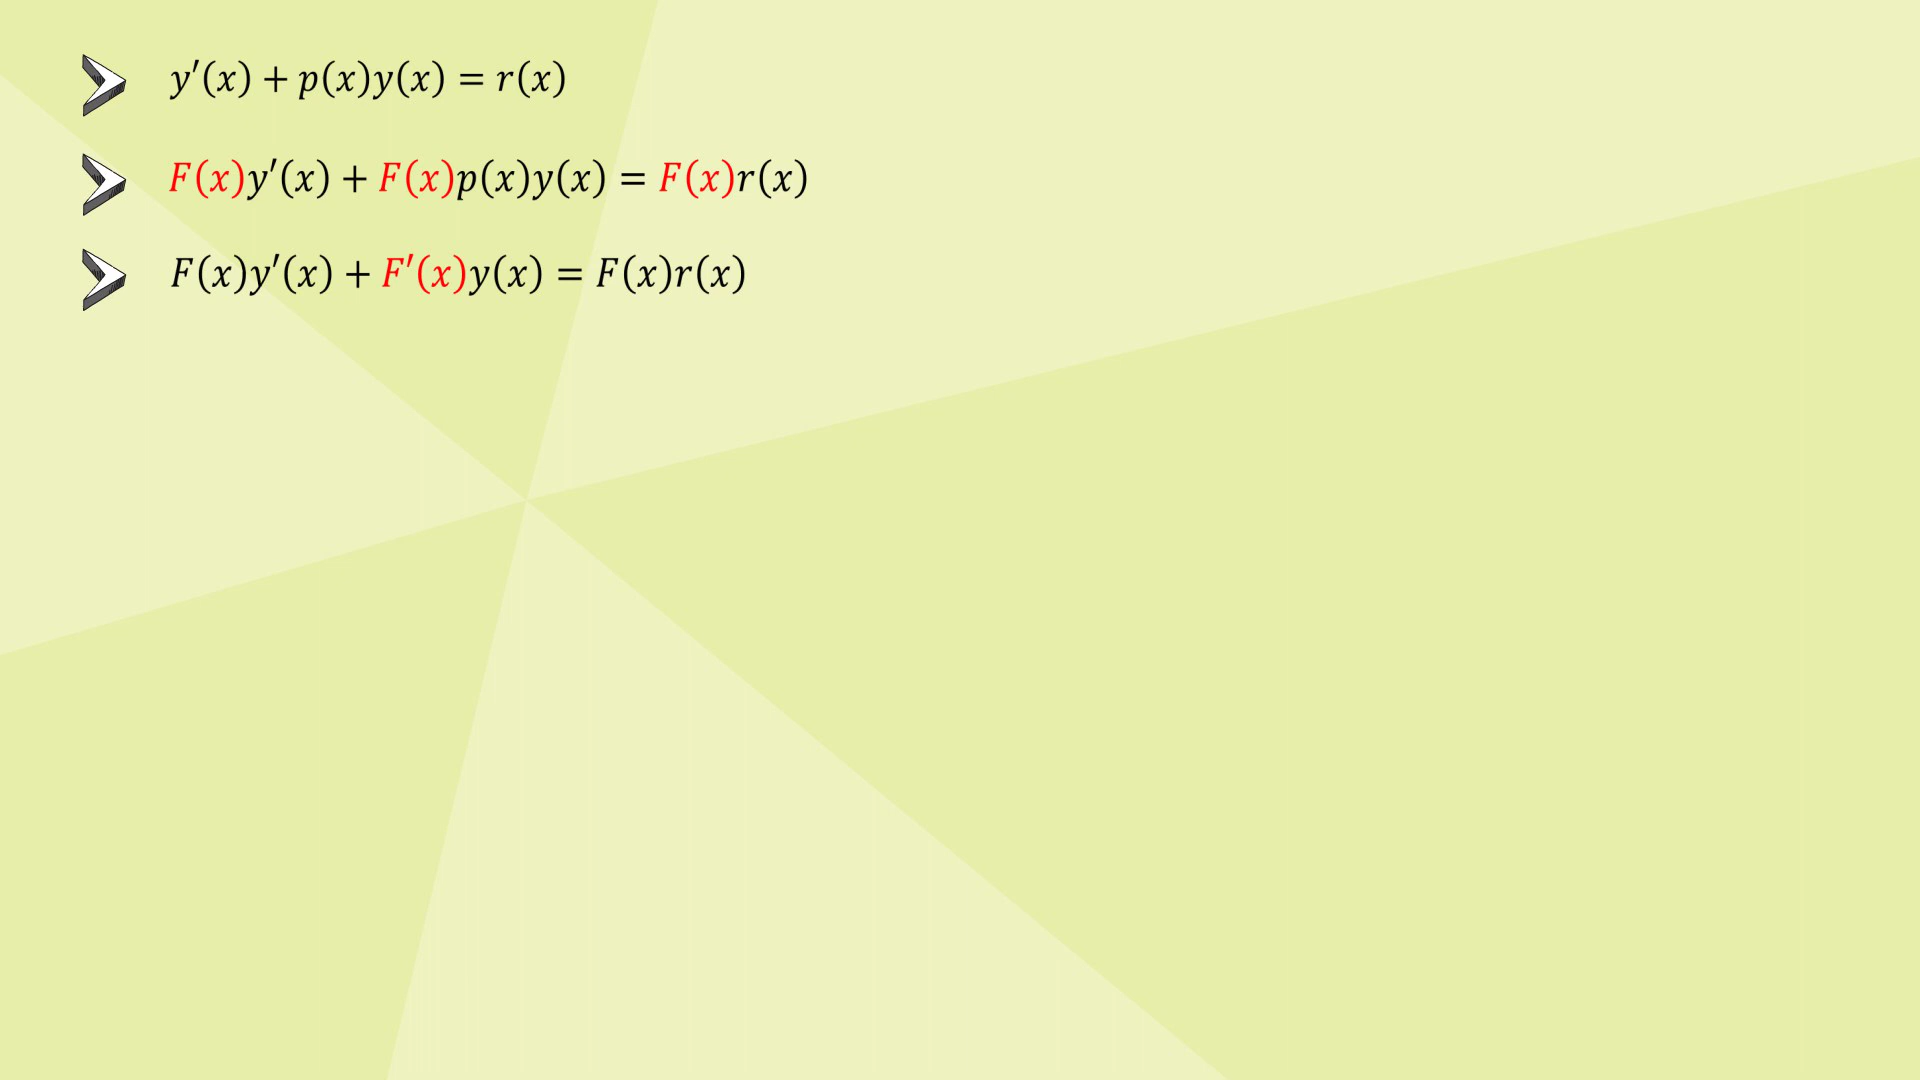 y′(x) + p(x)y(x) = r(x)
F(x)y′(x) + F(x)p(x)y(x) = F(x)r(x)
F(x)y′(x) + F′(x)y(x) = F(x)r(x)